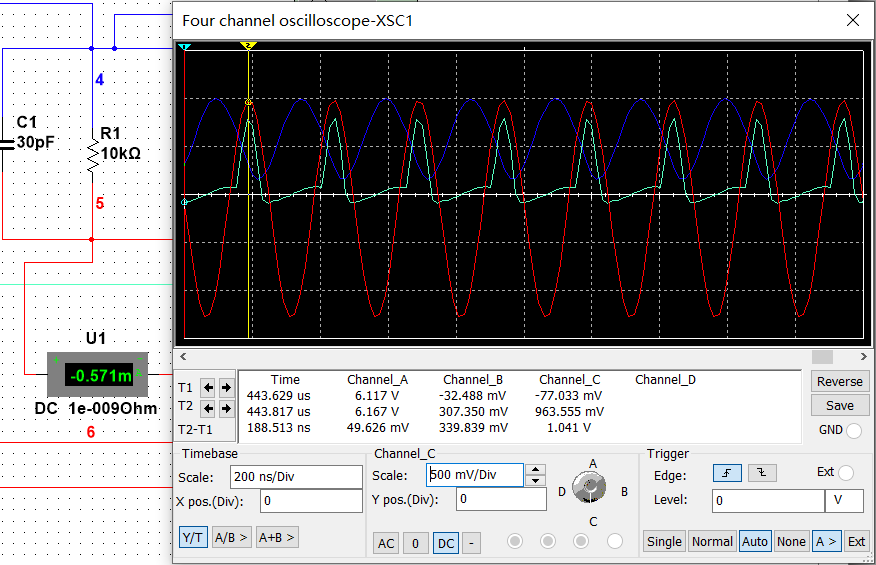 Four channel oscilloscope-XSC1
1
2
4
C1
30pF
R1
10kΩ
5
U1
+
-
-0.571m
DC 1e-009Ohm
6
Time Channel_A Channel_B Channel_C Channel_D
T1 443.629 us 6.117 V -32.488 mV -77.033 mV
T2 443.817 us 6.167 V 307.350 mV 963.555 mV
T2-T1 188.513 ns 49.626 mV 339.839 mV 1.041 V
Reverse
Save
GND
Timebase
Scale: 200 ns/Div
X pos.(Div): 0
Y/T A/B > A+B >
Channel_C
Scale: 500 mV/Div
Y pos.(Div): 0
AC 0 DC -
A
B
C
D
Trigger
Edge:
Ext
Level: 0 V
Single Normal Auto None A > Ext